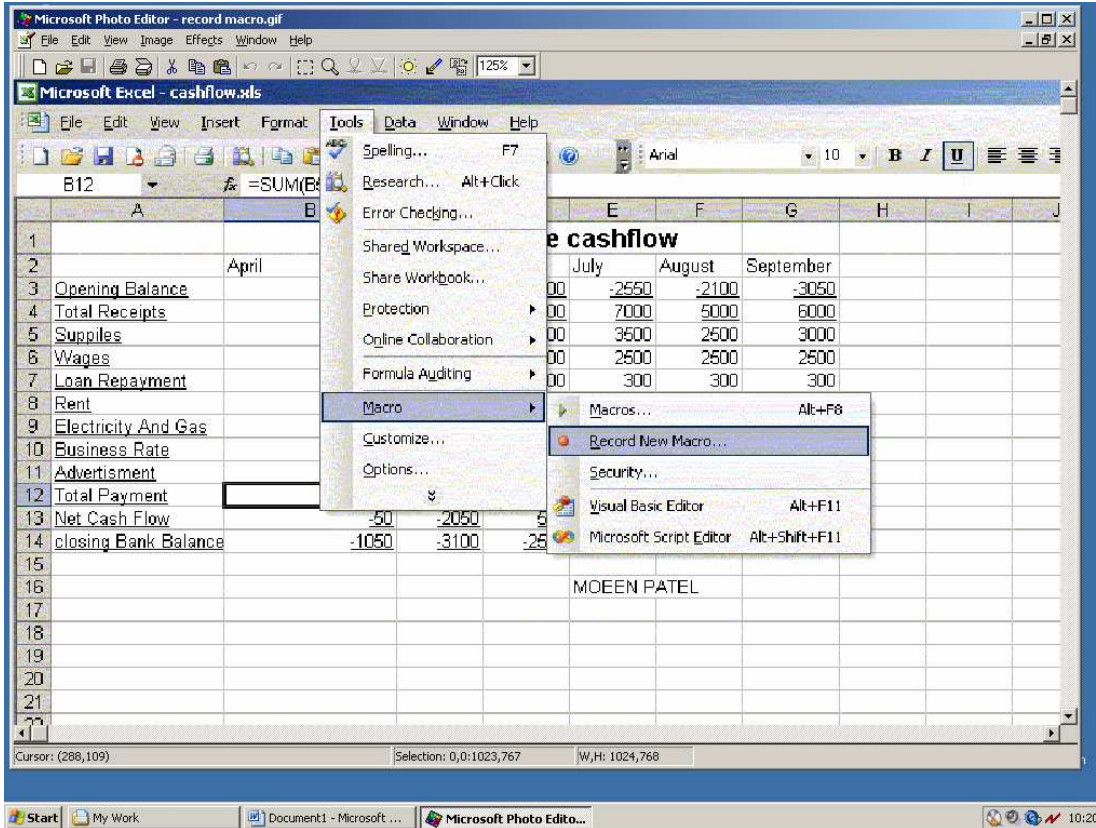 Microsoft Photo Editor - record macro.gif
File Edit View Image Effects Window Help
125%
Microsoft Excel - cashflow.xls
File Edit View Insert Format Tools Data Window Help
Arial 10 B I U
B12 fx =SUM(B
A B E F G H I J
1 e cashflow
2 April July August September
3 Opening Balance 00 -2550 -2100 -3050
4 Total Receipts 00 7000 5000 6000
5 Suppiles 00 3500 2500 3000
6 Wages 00 2500 2500 2500
7 Loan Repayment 00 300 300 300
8 Rent
9 Electricity And Gas
10 Business Rate
11 Advertisment
12 Total Payment
13 Net Cash Flow -50 -2050 5
14 closing Bank Balance -1050 -3100 -25
15
16 MOEEN PATEL
17
18
19
20
21
22
Spelling... F7
Research... Alt+Click
Error Checking...
Shared Workspace...
Share Workbook...
Protection
Online Collaboration
Formula Auditing
Macro
Customize...
Options...
Macros... Alt+F8
Record New Macro...
Security...
Visual Basic Editor Alt+F11
Microsoft Script Editor Alt+Shift+F11
Cursor: (288,109) Selection: 0,0:1023,767 W,H: 1024,768
Start My Work Document1 - Microsoft ... Microsoft Photo Edito... 10:20